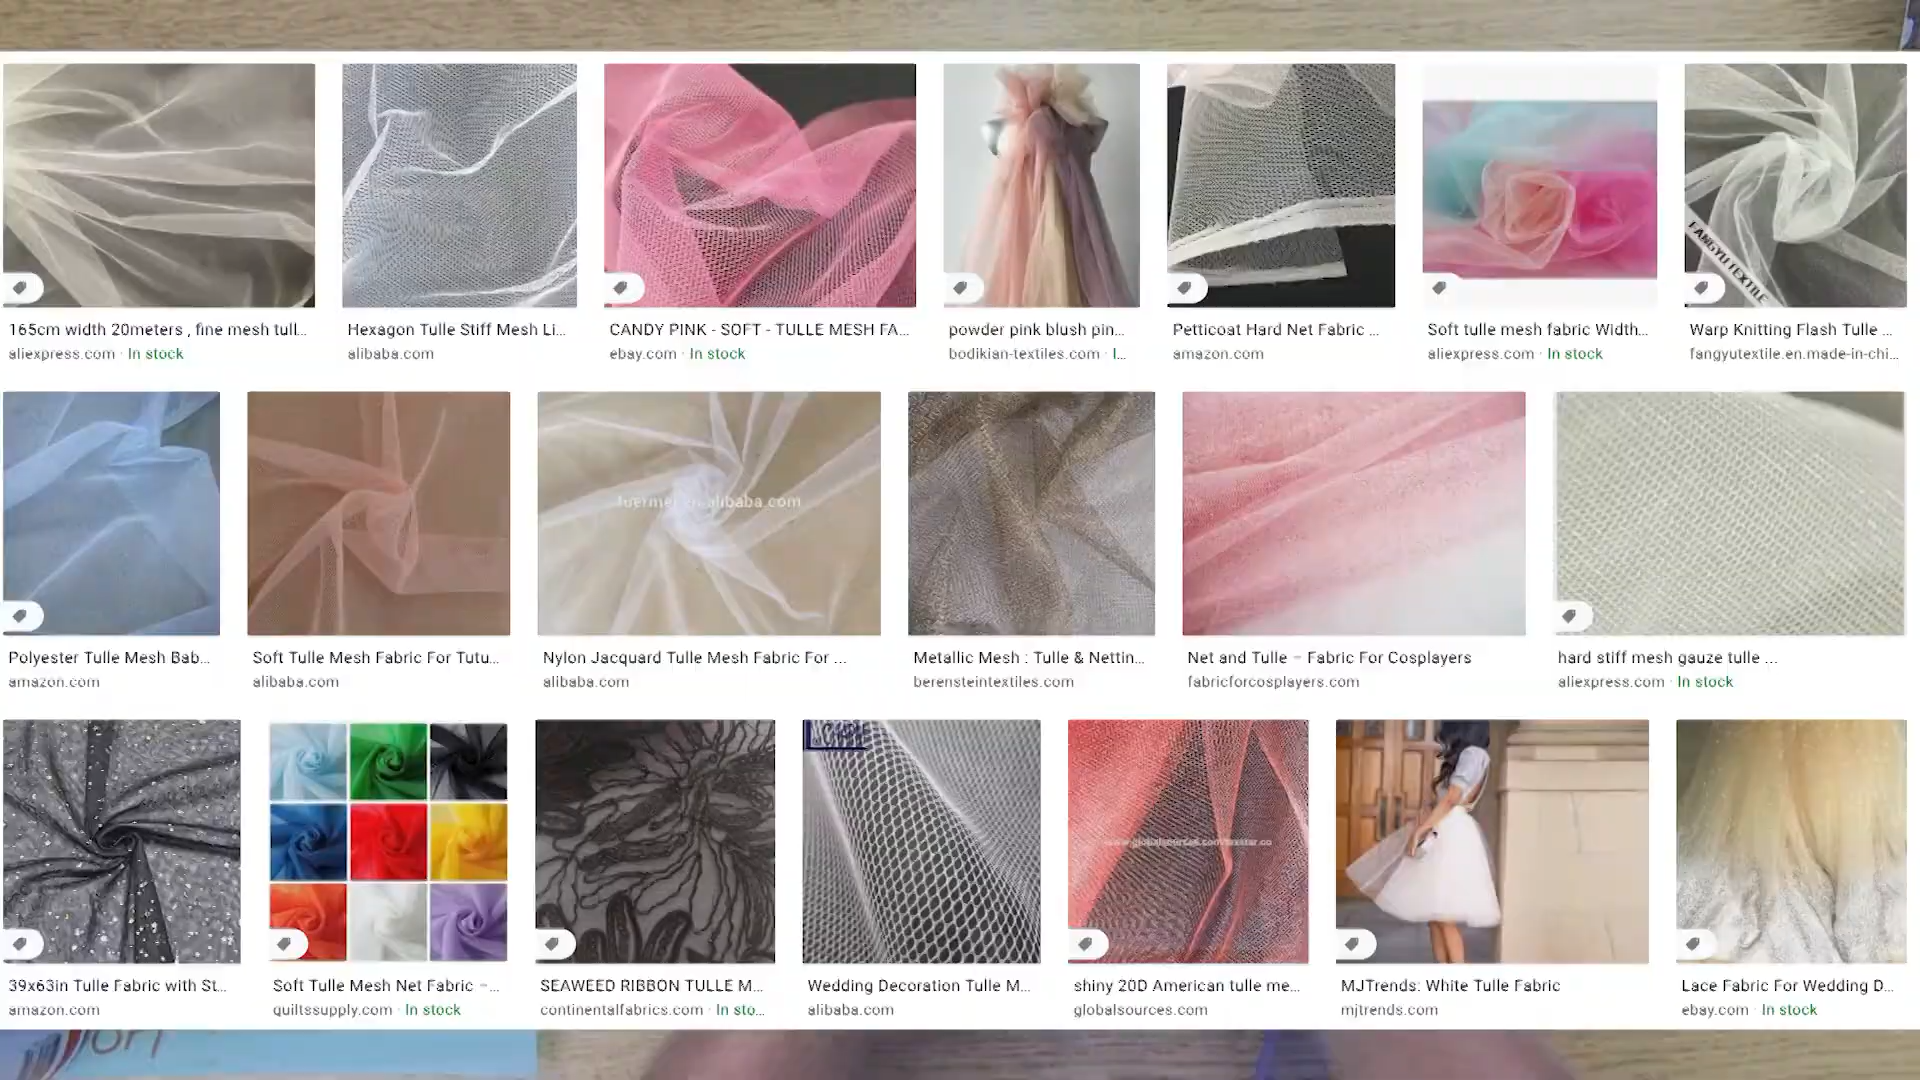 FANGYU TEXTILE
165cm width 20meters , fine mesh tull...
aliexpress.com · In stock
Hexagon Tulle Stiff Mesh Li...
alibaba.com
CANDY PINK - SOFT - TULLE MESH FA...
ebay.com · In stock
powder pink blush pin...
bodikian-textiles.com · I...
Petticoat Hard Net Fabric ...
amazon.com
Soft tulle mesh fabric Width...
aliexpress.com · In stock
Warp Knitting Flash Tulle ...
fangyutextile.en.made-in-chi...
alibaba.com
Polyester Tulle Mesh Bab...
amazon.com
Soft Tulle Mesh Fabric For Tutu...
alibaba.com
Nylon Jacquard Tulle Mesh Fabric For ...
alibaba.com
Metallic Mesh : Tulle & Nettin...
berensteintextiles.com
Net and Tulle – Fabric For Cosplayers
fabricforcosplayers.com
hard stiff mesh gauze tulle ...
aliexpress.com · In stock
39x63in Tulle Fabric with St...
amazon.com
Soft Tulle Mesh Net Fabric –...
quiltssupply.com · In stock
SEAWEED RIBBON TULLE M...
continentalfabrics.com · In sto...
Wedding Decoration Tulle M...
alibaba.com
shiny 20D American tulle me...
globalsources.com
MJTrends: White Tulle Fabric
mjtrends.com
Lace Fabric For Wedding D...
ebay.com · In stock